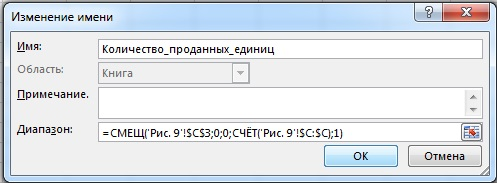 Изменение имени
Имя: Количество_проданных_единиц
Область: Книга
Примечание.
Диапазон: =СМЕЩ('Рис. 9'!$C$3;0;0;СЧЁТ('Рис. 9'!$C:$C);1)
ОК Отмена